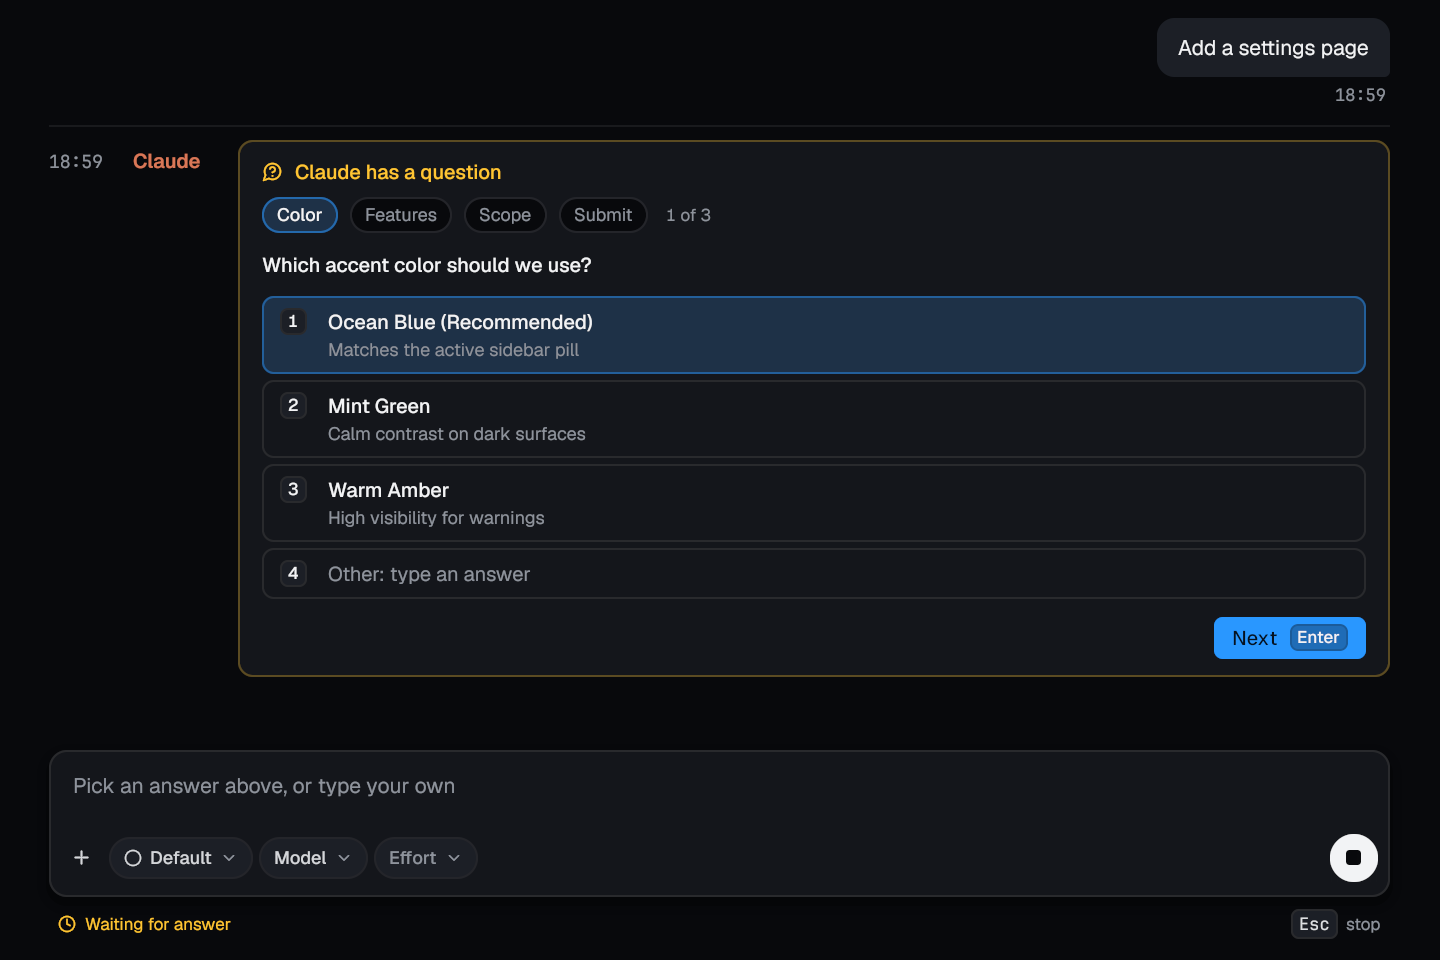 Add a settings page
18:59
18:59 Claude
Claude has a question
Color Features Scope Submit 1 of 3
Which accent color should we use?
1 Ocean Blue (Recommended)
Matches the active sidebar pill
2 Mint Green
Calm contrast on dark surfaces
3 Warm Amber
High visibility for warnings
4 Other: type an answer
Next Enter
Pick an answer above, or type your own
Default Model Effort
Waiting for answer
Esc stop